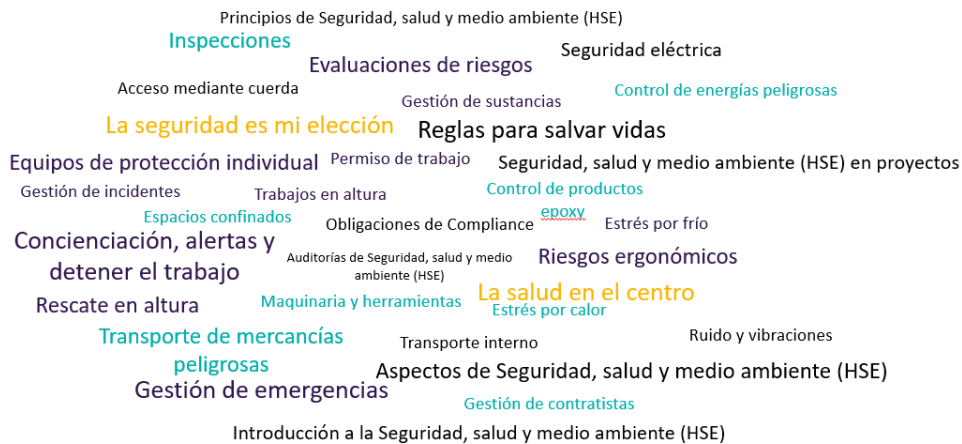 Principios de Seguridad, salud y medio ambiente (HSE)
Inspecciones
Seguridad eléctrica
Evaluaciones de riesgos
Acceso mediante cuerda
Control de energías peligrosas
Gestión de sustancias
La seguridad es mi elección
Reglas para salvar vidas
Equipos de protección individual
Permiso de trabajo
Seguridad, salud y medio ambiente (HSE) en proyectos
Gestión de incidentes
Trabajos en altura
Control de productos
epoxy
Espacios confinados
Obligaciones de Compliance
Estrés por frío
Concienciación, alertas y
detener el trabajo
Auditorías de Seguridad, salud y medio
ambiente (HSE)
Riesgos ergonómicos
La salud en el centro
Rescate en altura
Maquinaria y herramientas
Estrés por calor
Transporte de mercancías
peligrosas
Transporte interno
Ruido y vibraciones
Aspectos de Seguridad, salud y medio ambiente (HSE)
Gestión de emergencias
Gestión de contratistas
Introducción a la Seguridad, salud y medio ambiente (HSE)